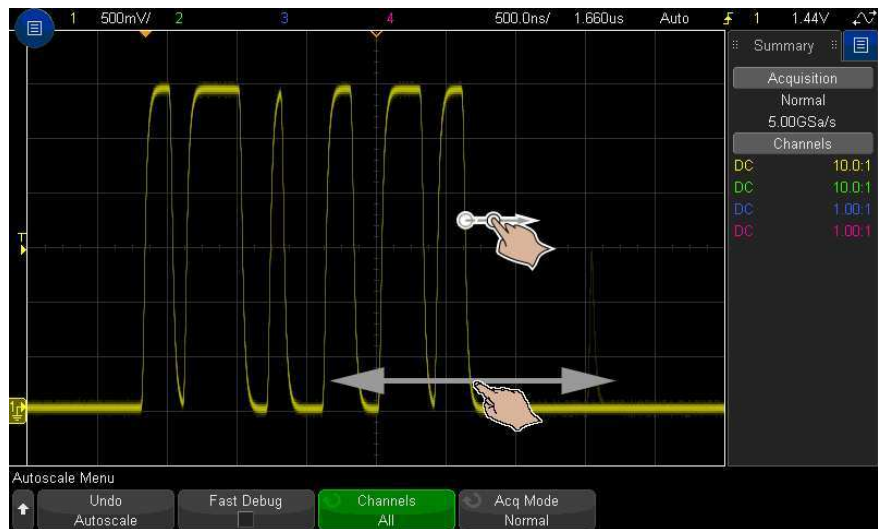 1 500mV/ 2 3 4 500.0ns/ 1.660us Auto 1 1.44V
Summary
Acquisition
Normal
5.00GSa/s
Channels
DC 10.0:1
DC 10.0:1
DC 1.00:1
DC 1.00:1
T
1
Autoscale Menu
Undo
Autoscale
Fast Debug
Channels
All
Acq Mode
Normal